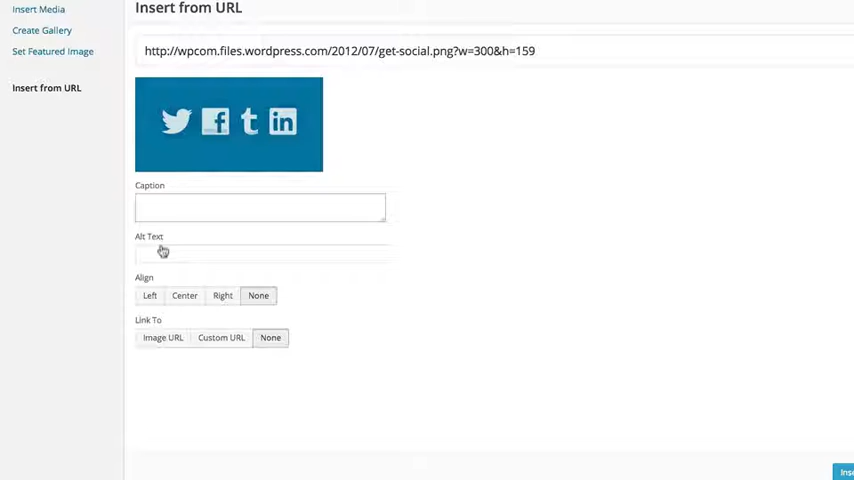 Insert Media
Create Gallery
Set Featured Image
Insert from URL
Insert from URL
http://wpcom.files.wordpress.com/2012/07/get-social.png?w=300&h=159
Caption
Alt Text
Align
Left Center Right None
Link To
Image URL Custom URL None